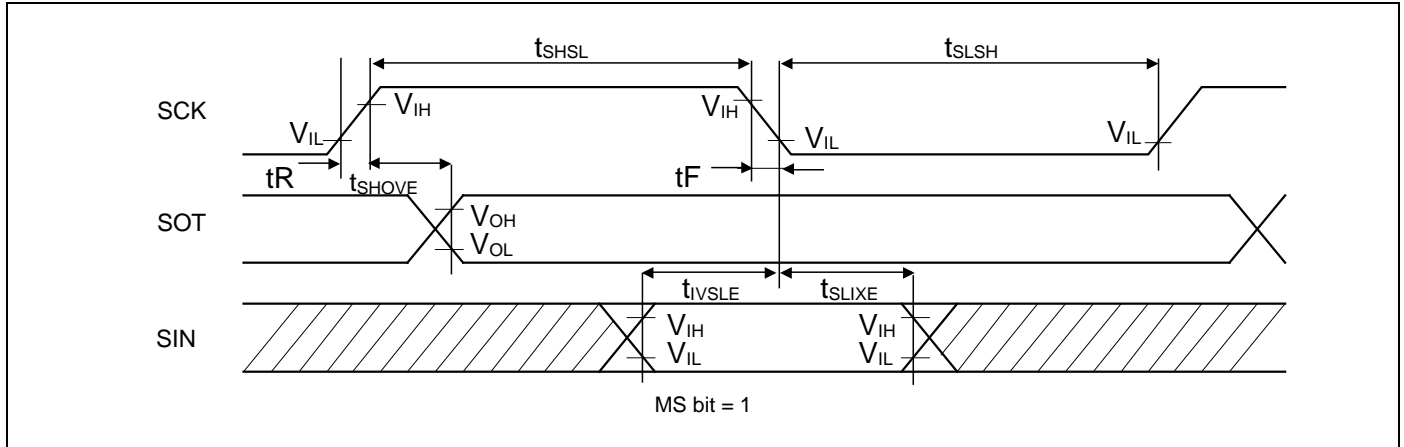 tSHSL
tSLSH
SCK
VIH
VIH
VIL
VIL
VIL
tR
tSHOVE
tF
SOT
VOH
VOL
tIVSLE
tSLIXE
SIN
VIH
VIH
VIL
VIL
MS bit = 1